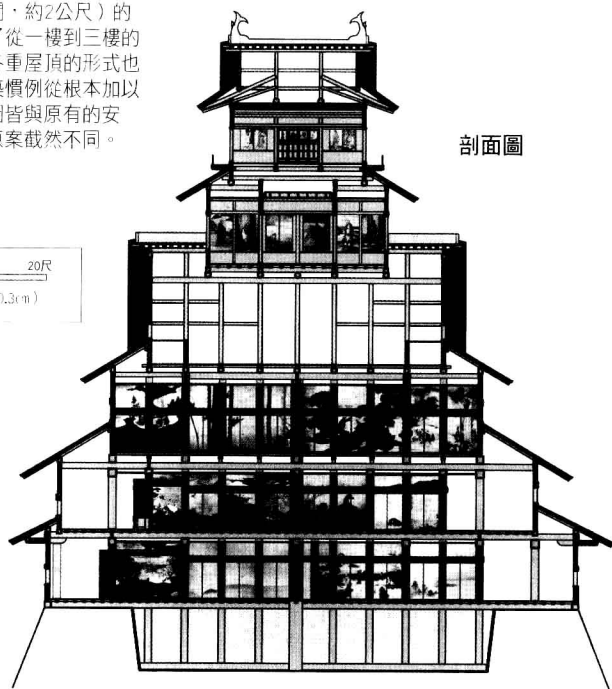 約2公尺）的
從一樓到三樓的
重屋頂的形式也
慣例從根本加以
皆與原有的安
案截然不同。
剖面圖
20尺
0.3cm）